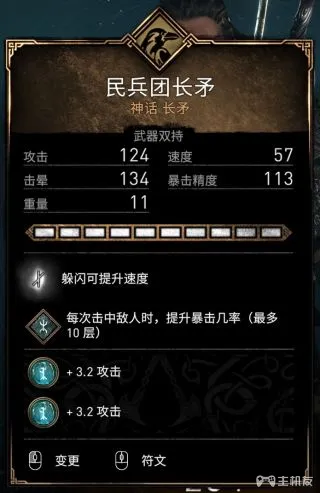 民兵团长矛
神话 长矛
武器双持
攻击 124 速度 57
击晕 134 暴击精度 113
重量 11
躲闪可提升速度
每次击中敌人时，提升暴击几率（最多
10 层）
+ 3.2 攻击
+ 3.2 攻击
变更 符文
主机友